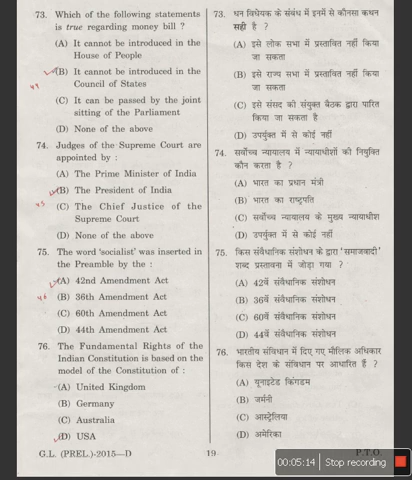 73. Which of the following statements
is true regarding money bill ?
(A) It cannot be introduced in the
House of People
(B) It cannot be introduced in the
Council of States
(C) It can be passed by the joint
sitting of the Parliament
(D) None of the above
74. Judges of the Supreme Court are
appointed by :
(A) The Prime Minister of India
(B) The President of India
(C) The Chief Justice of the
Supreme Court
(D) None of the above
75. The word 'socialist' was inserted in
the Preamble by the :
(A) 42nd Amendment Act
(B) 36th Amendment Act
(C) 60th Amendment Act
(D) 44th Amendment Act
76. The Fundamental Rights of the
Indian Constitution is based on the
model of the Constitution of :
(A) United Kingdom
(B) Germany
(C) Australia
(D) USA
G.L. (PREL.)-2015—D
73. धन विधेयक के संबंध में इनमें से कौनसा कथन
सही है ?
(A) इसे लोक सभा में प्रस्तावित नहीं किया
जा सकता
(B) इसे राज्य सभा में प्रस्तावित नहीं किया
जा सकता
(C) इसे संसद की संयुक्त बैठक द्वारा पारित
किया जा सकता है
(D) उपर्युक्त में से कोई नहीं
74. सर्वोच्च न्यायालय में न्यायाधीशों की नियुक्ति
कौन करता है ?
(A) भारत का प्रधान मंत्री
(B) भारत का राष्ट्रपति
(C) सर्वोच्च न्यायालय के मुख्य न्यायाधीश
(D) उपर्युक्त में से कोई नहीं
75. किस संवैधानिक संशोधन के द्वारा 'समाजवादी'
शब्द प्रस्तावना में जोड़ा गया ?
(A) 42वें संवैधानिक संशोधन
(B) 36वें संवैधानिक संशोधन
(C) 60वें संवैधानिक संशोधन
(D) 44वें संवैधानिक संशोधन
76. भारतीय संविधान में दिए गए मौलिक अधिकार
किस देश के संविधान पर आधारित हैं ?
(A) यूनाइटेड किंगडम
(B) जर्मनी
(C) आस्ट्रेलिया
(D) अमेरिका
19
P.T.O.
00:05:14 Stop recording